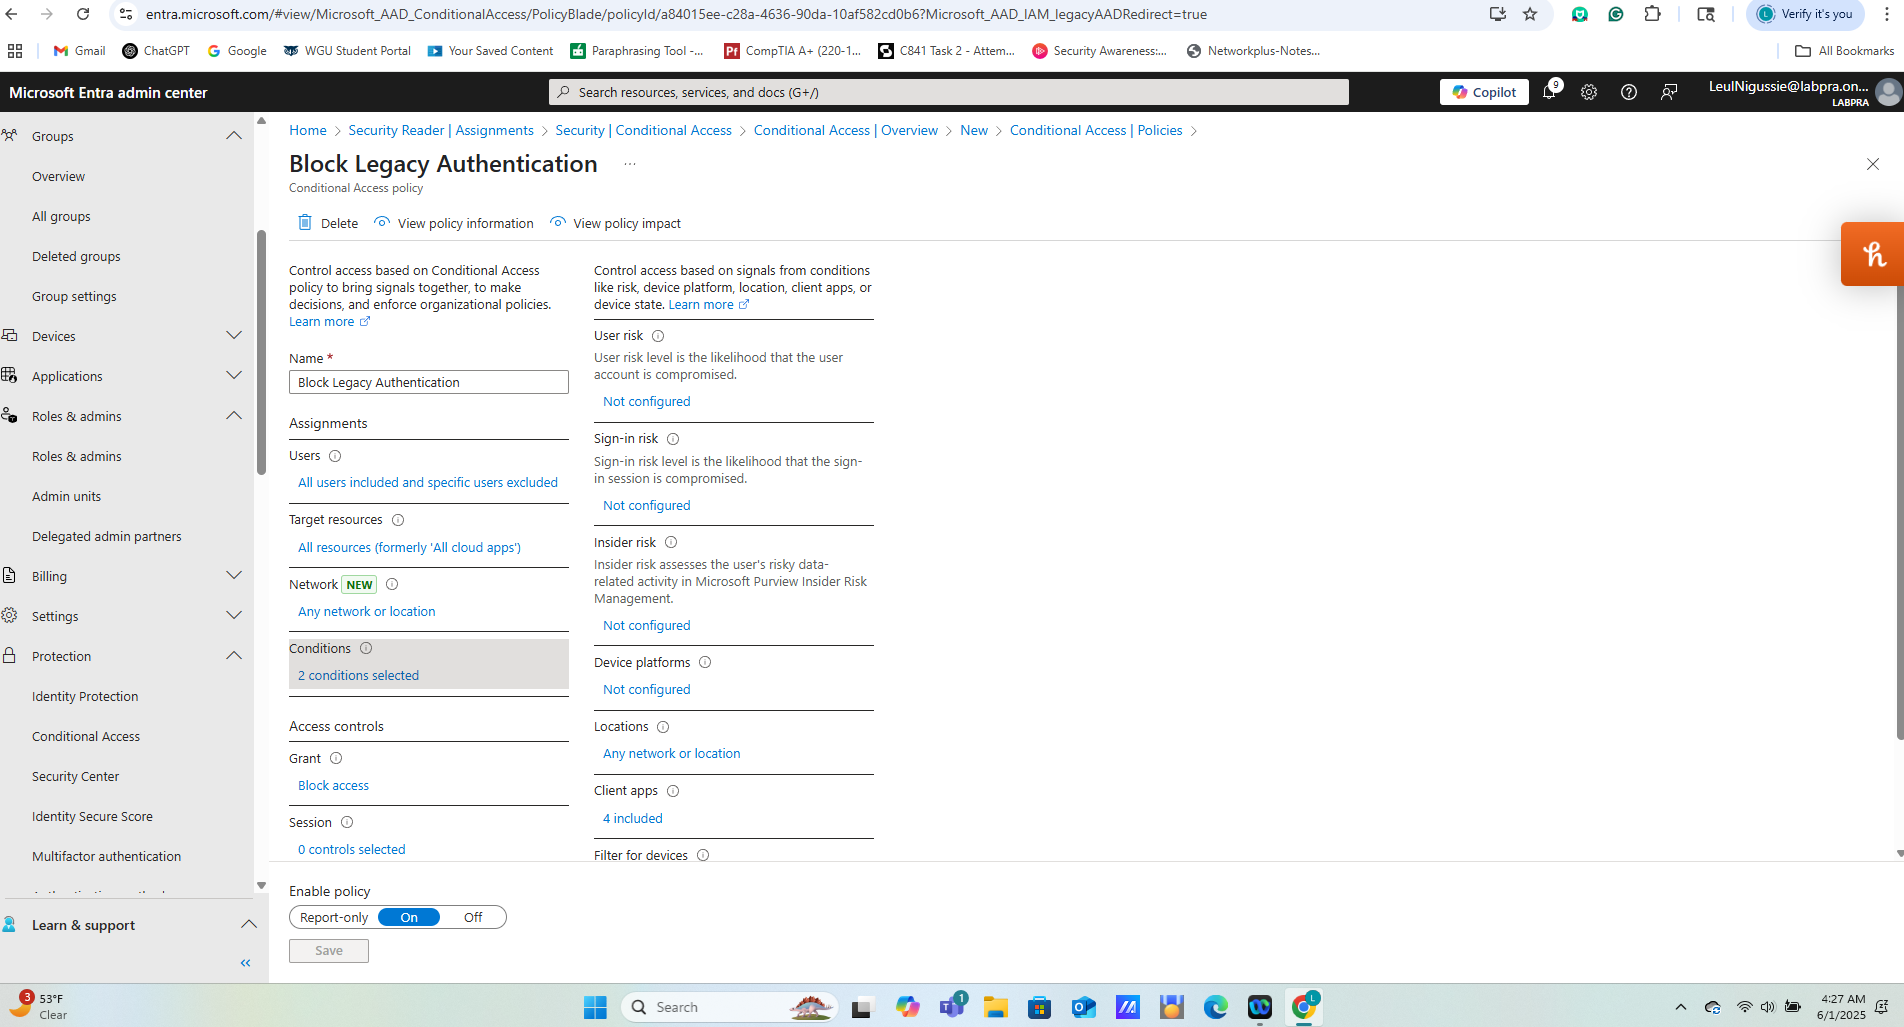 entra.microsoft.com/#view/Microsoft_AAD_ConditionalAccess/PolicyBlade/policyId/a84015ee-c28a-4636-90da-10af582cd0b6?Microsoft_AAD_IAM_legacyAADRedirect=true
L
Verify it's you
Gmail
ChatGPT
Google
WGU Student Portal
Your Saved Content
Paraphrasing Tool -...
Pf
CompTIA A+ (220-1...
C841 Task 2 - Attem...
Security Awareness:...
Networkplus-Notes...
All Bookmarks
Microsoft Entra admin center
Search resources, services, and docs (G+/)
Copilot
9
LeulNigussie@labpra.on...
LABPRA
Groups
Overview
All groups
Deleted groups
Group settings
Devices
Applications
Roles & admins
Roles & admins
Admin units
Delegated admin partners
Billing
Settings
Protection
Identity Protection
Conditional Access
Security Center
Identity Secure Score
Multifactor authentication
Learn & support
Home > Security Reader | Assignments > Security | Conditional Access > Conditional Access | Overview > New > Conditional Access | Policies >
Block Legacy Authentication ...
Conditional Access policy
Delete
View policy information
View policy impact
Control access based on Conditional Access
policy to bring signals together, to make
decisions, and enforce organizational policies.
Learn more
Name *
Block Legacy Authentication
Assignments
Users
All users included and specific users excluded
Target resources
All resources (formerly 'All cloud apps')
Network NEW
Any network or location
Conditions
2 conditions selected
Access controls
Grant
Block access
Session
0 controls selected
Control access based on signals from conditions
like risk, device platform, location, client apps, or
device state. Learn more
User risk
User risk level is the likelihood that the user
account is compromised.
Not configured
Sign-in risk
Sign-in risk level is the likelihood that the sign-
in session is compromised.
Not configured
Insider risk
Insider risk assesses the user's risky data-
related activity in Microsoft Purview Insider Risk
Management.
Not configured
Device platforms
Not configured
Locations
Any network or location
Client apps
4 included
Filter for devices
Enable policy
Report-only On Off
Save
h
3
53°F
Clear
Search
1
L
4:27 AM
6/1/2025